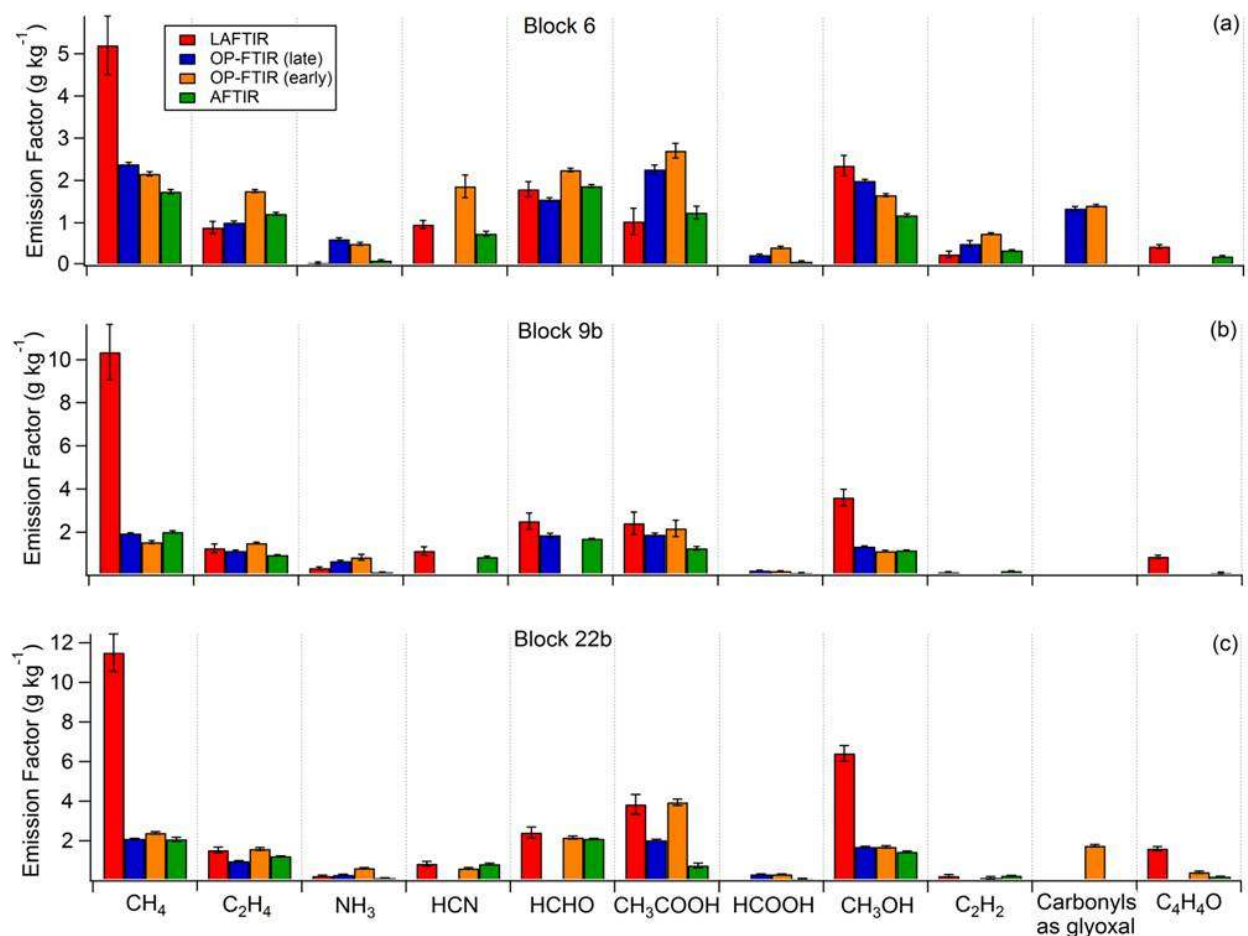 Block 6
(a)
LAFTIR
OP-FTIR (late)
OP-FTIR (early)
AFTIR
Emission Factor (g kg⁻¹)
5
4
3
2
1
0
Block 9b
(b)
Emission Factor (g kg⁻¹)
10
8
6
4
2
Block 22b
(c)
Emission Factor (g kg⁻¹)
12
10
8
6
4
2
CH₄ C₂H₄ NH₃ HCN HCHO CH₃COOH HCOOH CH₃OH C₂H₂ Carbonyls C₄H₄O
as glyoxal